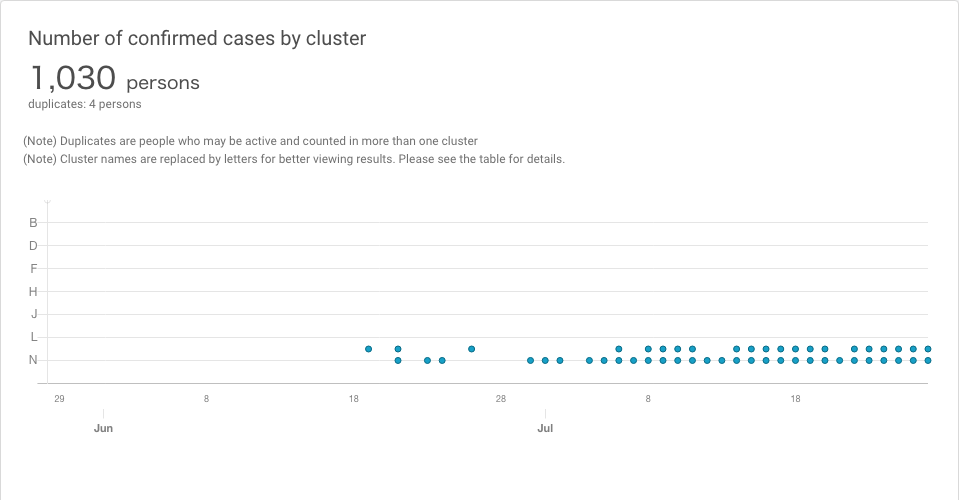 Number of confirmed cases by cluster
1,030 persons
duplicates: 4 persons
(Note) Duplicates are people who may be active and counted in more than one cluster
(Note) Cluster names are replaced by letters for better viewing results. Please see the table for details.
B
D
F
H
J
L
N
29 8 18 28 8 18
Jun Jul